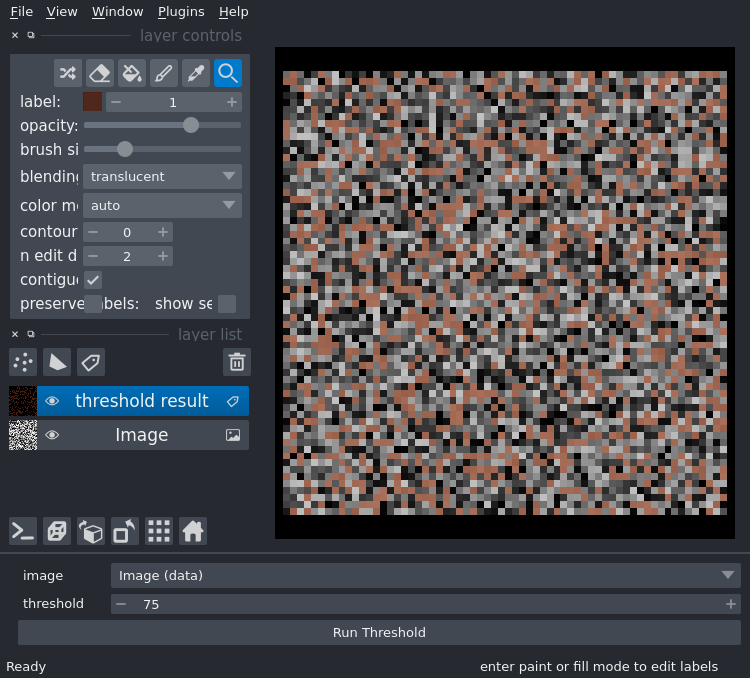 File View Window Plugins Help
layer controls
label: 1
opacity:
brush si
blending translucent
color m auto
contour 0
n edit d 2
contigu
preserve abels: show se
layer list
threshold result
Image
image Image (data)
threshold 75
Run Threshold
Ready enter paint or fill mode to edit labels